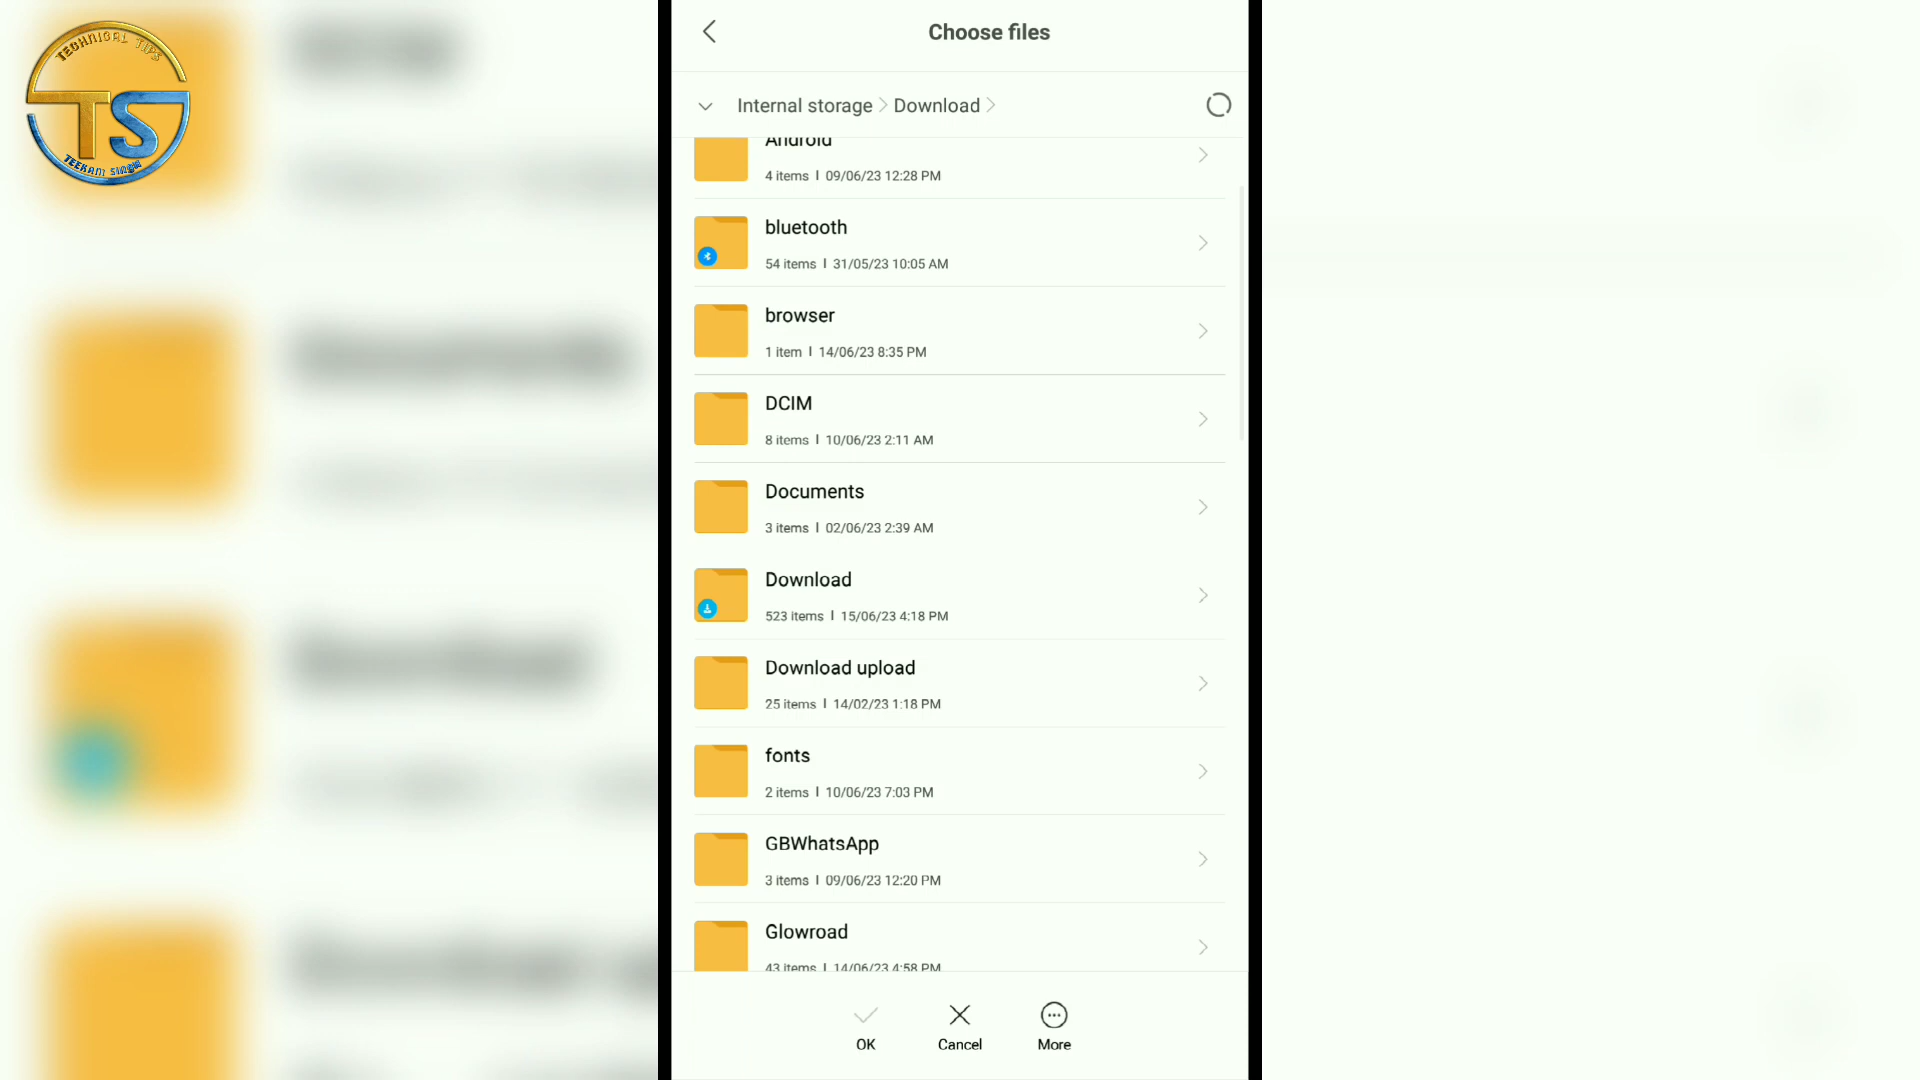 TECHNICAL TIPS
TS
TEEKAM SINGH
Choose files
Internal storage > Download >
Android
4 items | 09/06/23 12:28 PM
bluetooth
54 items | 31/05/23 10:05 AM
browser
1 item | 14/06/23 8:35 PM
DCIM
8 items | 10/06/23 2:11 AM
Documents
3 items | 02/06/23 2:39 AM
Download
523 items | 15/06/23 4:18 PM
Download upload
25 items | 14/02/23 1:18 PM
fonts
2 items | 10/06/23 7:03 PM
GBWhatsApp
3 items | 09/06/23 12:20 PM
Glowroad
43 items | 14/06/23 4:58 PM
OK
Cancel
More